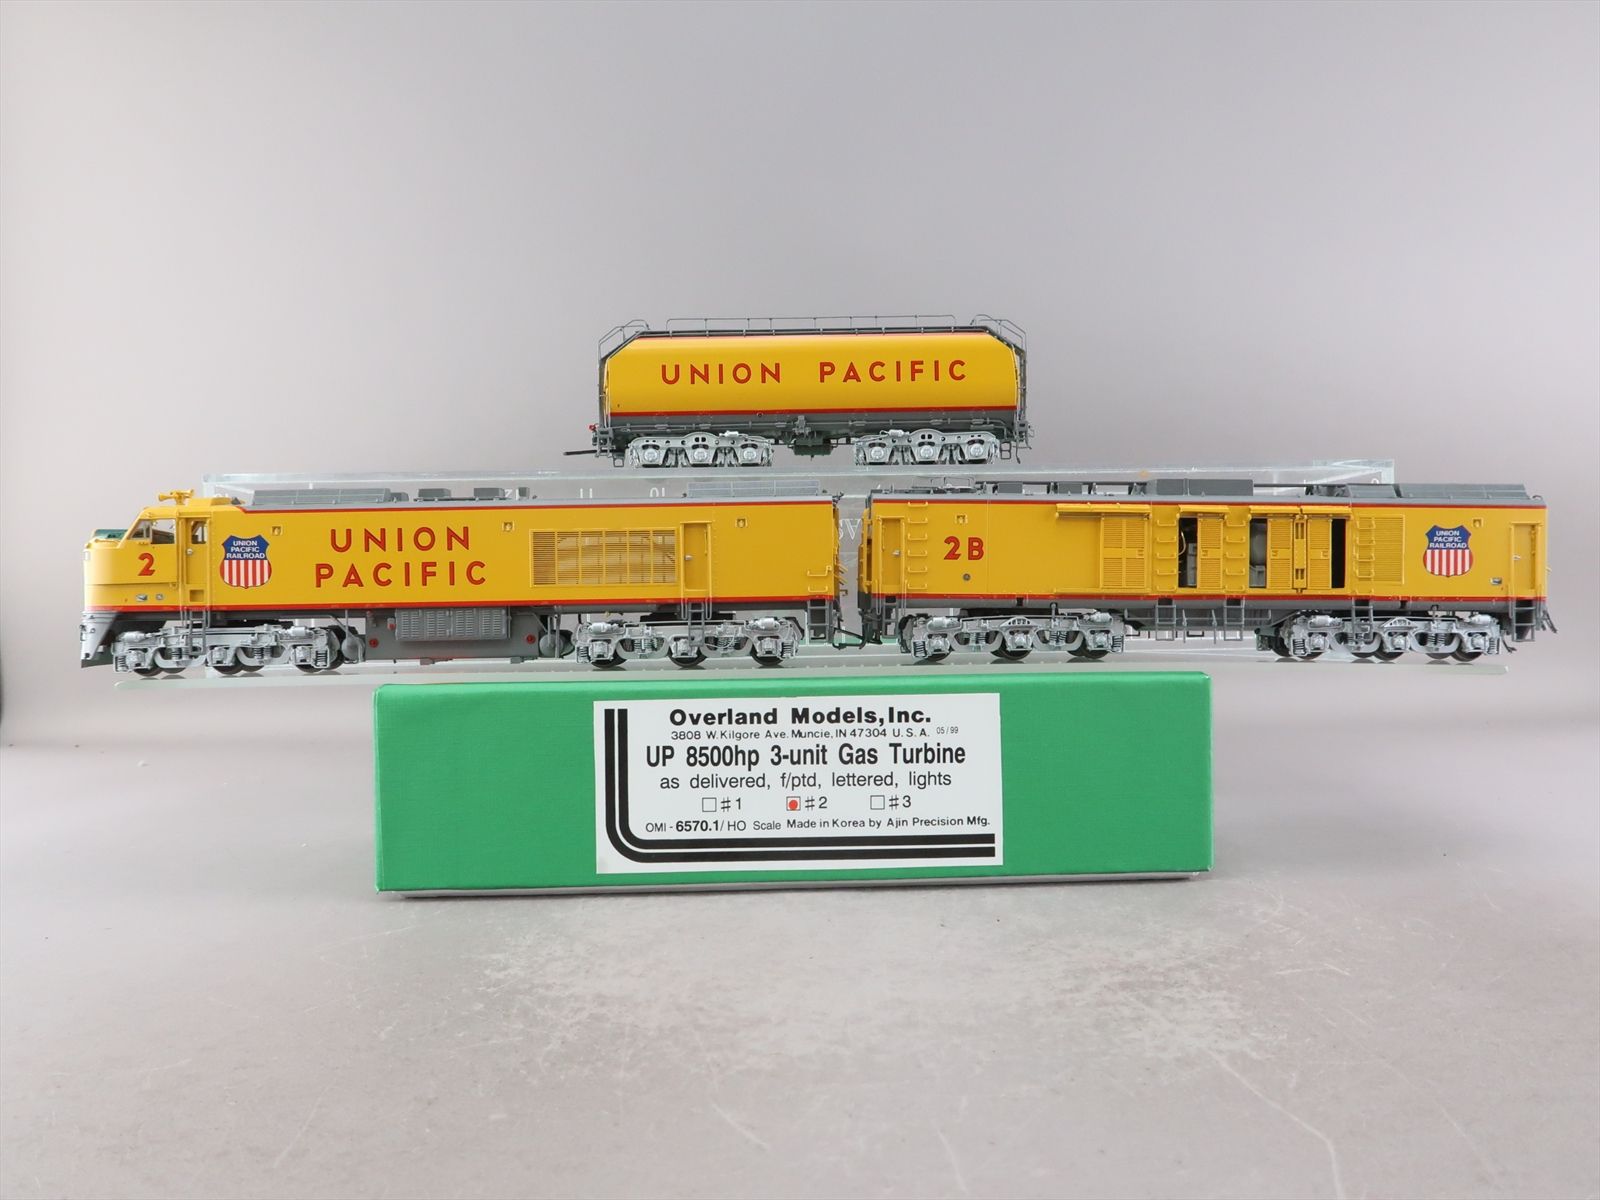 UNION PACIFIC
2
UNION PACIFIC RAILROAD
UNION
PACIFIC
2B
UNION PACIFIC RAILROAD
Overland Models, Inc.
3808 W. Kilgore Ave. Muncie, IN 47304 U.S.A. 05/99
UP 8500hp 3-unit Gas Turbine
as delivered, f/ptd, lettered, lights
#1 #2 #3
OMI-6570.1/ HO Scale Made in Korea by Ajin Precision Mfg.